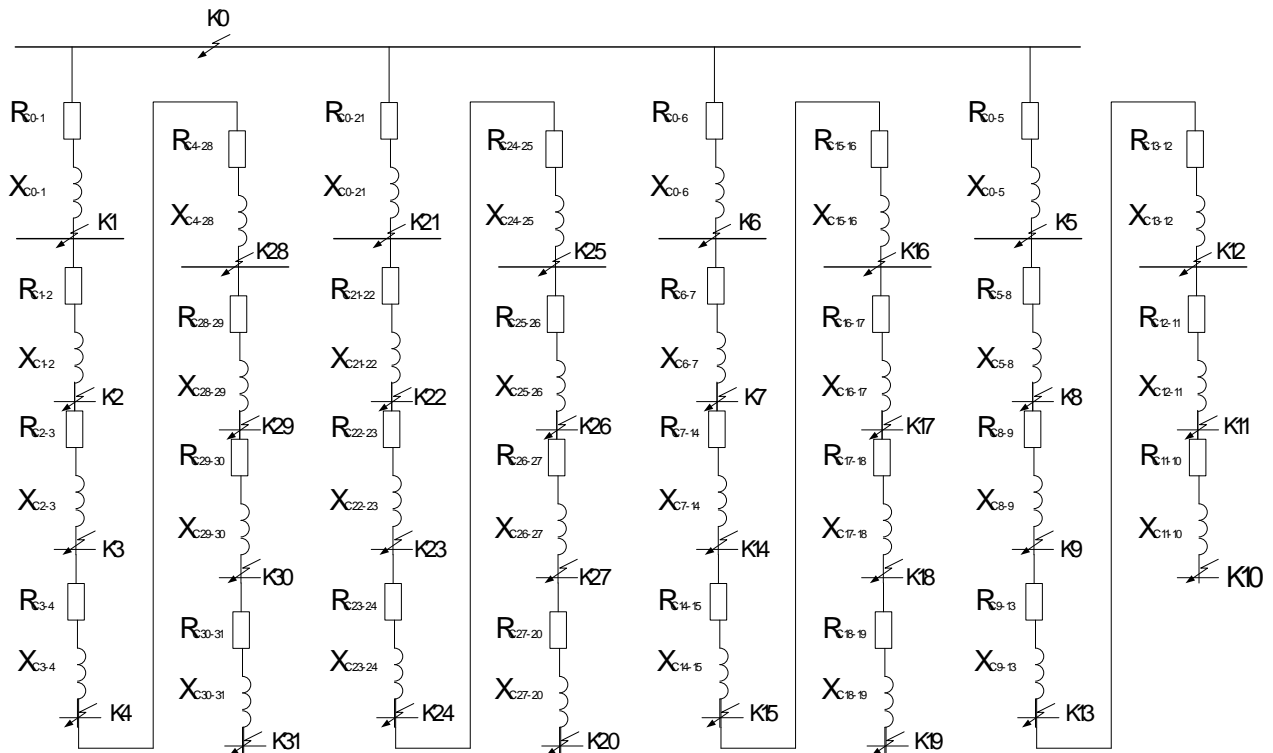 K0
RC0-1
XC0-1
K1
RC1-2
XC1-2
K2
RC2-3
XC2-3
K3
RC3-4
XC3-4
K4
RC4-28
XC4-28
K28
RC28-29
XC28-29
K29
RC29-30
XC29-30
K30
RC30-31
XC30-31
K31
RC0-21
XC0-21
K21
RC21-22
XC21-22
K22
RC22-23
XC22-23
K23
RC23-24
XC23-24
K24
RC24-25
XC24-25
K25
RC25-26
XC25-26
K26
RC26-27
XC26-27
K27
RC27-20
XC27-20
K20
RC0-6
XC0-6
K6
RC6-7
XC6-7
K7
RC7-14
XC7-14
K14
RC14-15
XC14-15
K15
RC15-16
XC15-16
K16
RC16-17
XC16-17
K17
RC17-18
XC17-18
K18
RC18-19
XC18-19
K19
RC0-5
XC0-5
K5
RC5-8
XC5-8
K8
RC8-9
XC8-9
K9
RC9-13
XC9-13
K13
RC13-12
XC13-12
K12
RC12-11
XC12-11
K11
RC11-10
XC11-10
K10